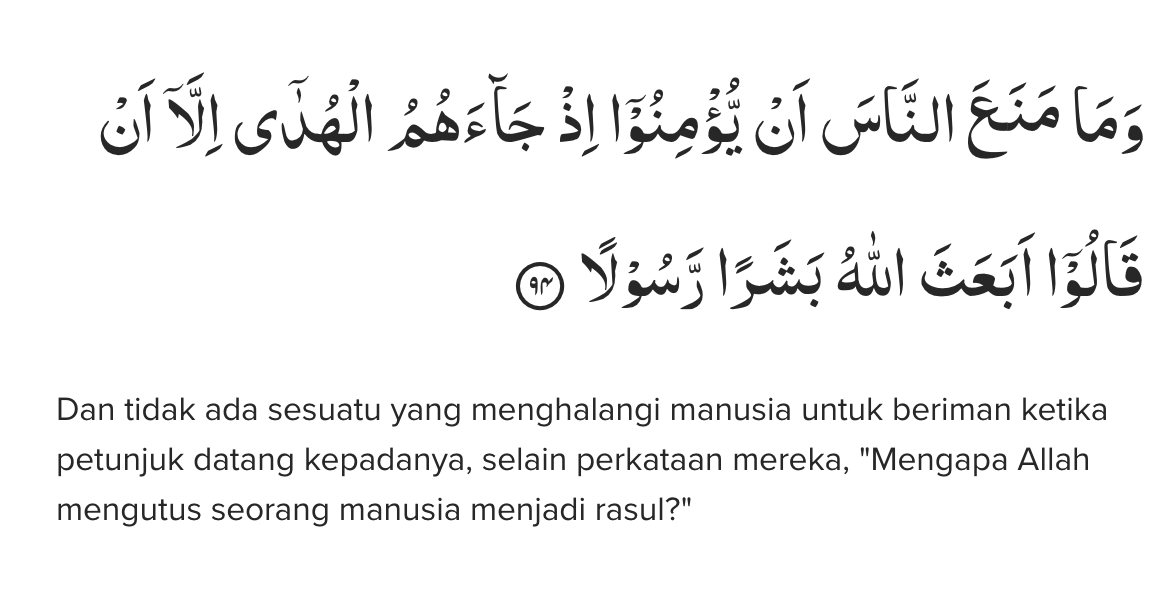 وَمَا مَنَعَ النَّاسَ اَنْ يُّؤْمِنُوْٓا اِذْ جَاۤءَهُمُ الْهُدٰٓى اِلَّآ اَنْ
قَالُوْٓا اَبَعَثَ اللّٰهُ بَشَرًا رَّسُوْلًا ۝٩٤
Dan tidak ada sesuatu yang menghalangi manusia untuk beriman ketika
petunjuk datang kepadanya, selain perkataan mereka, "Mengapa Allah
mengutus seorang manusia menjadi rasul?"